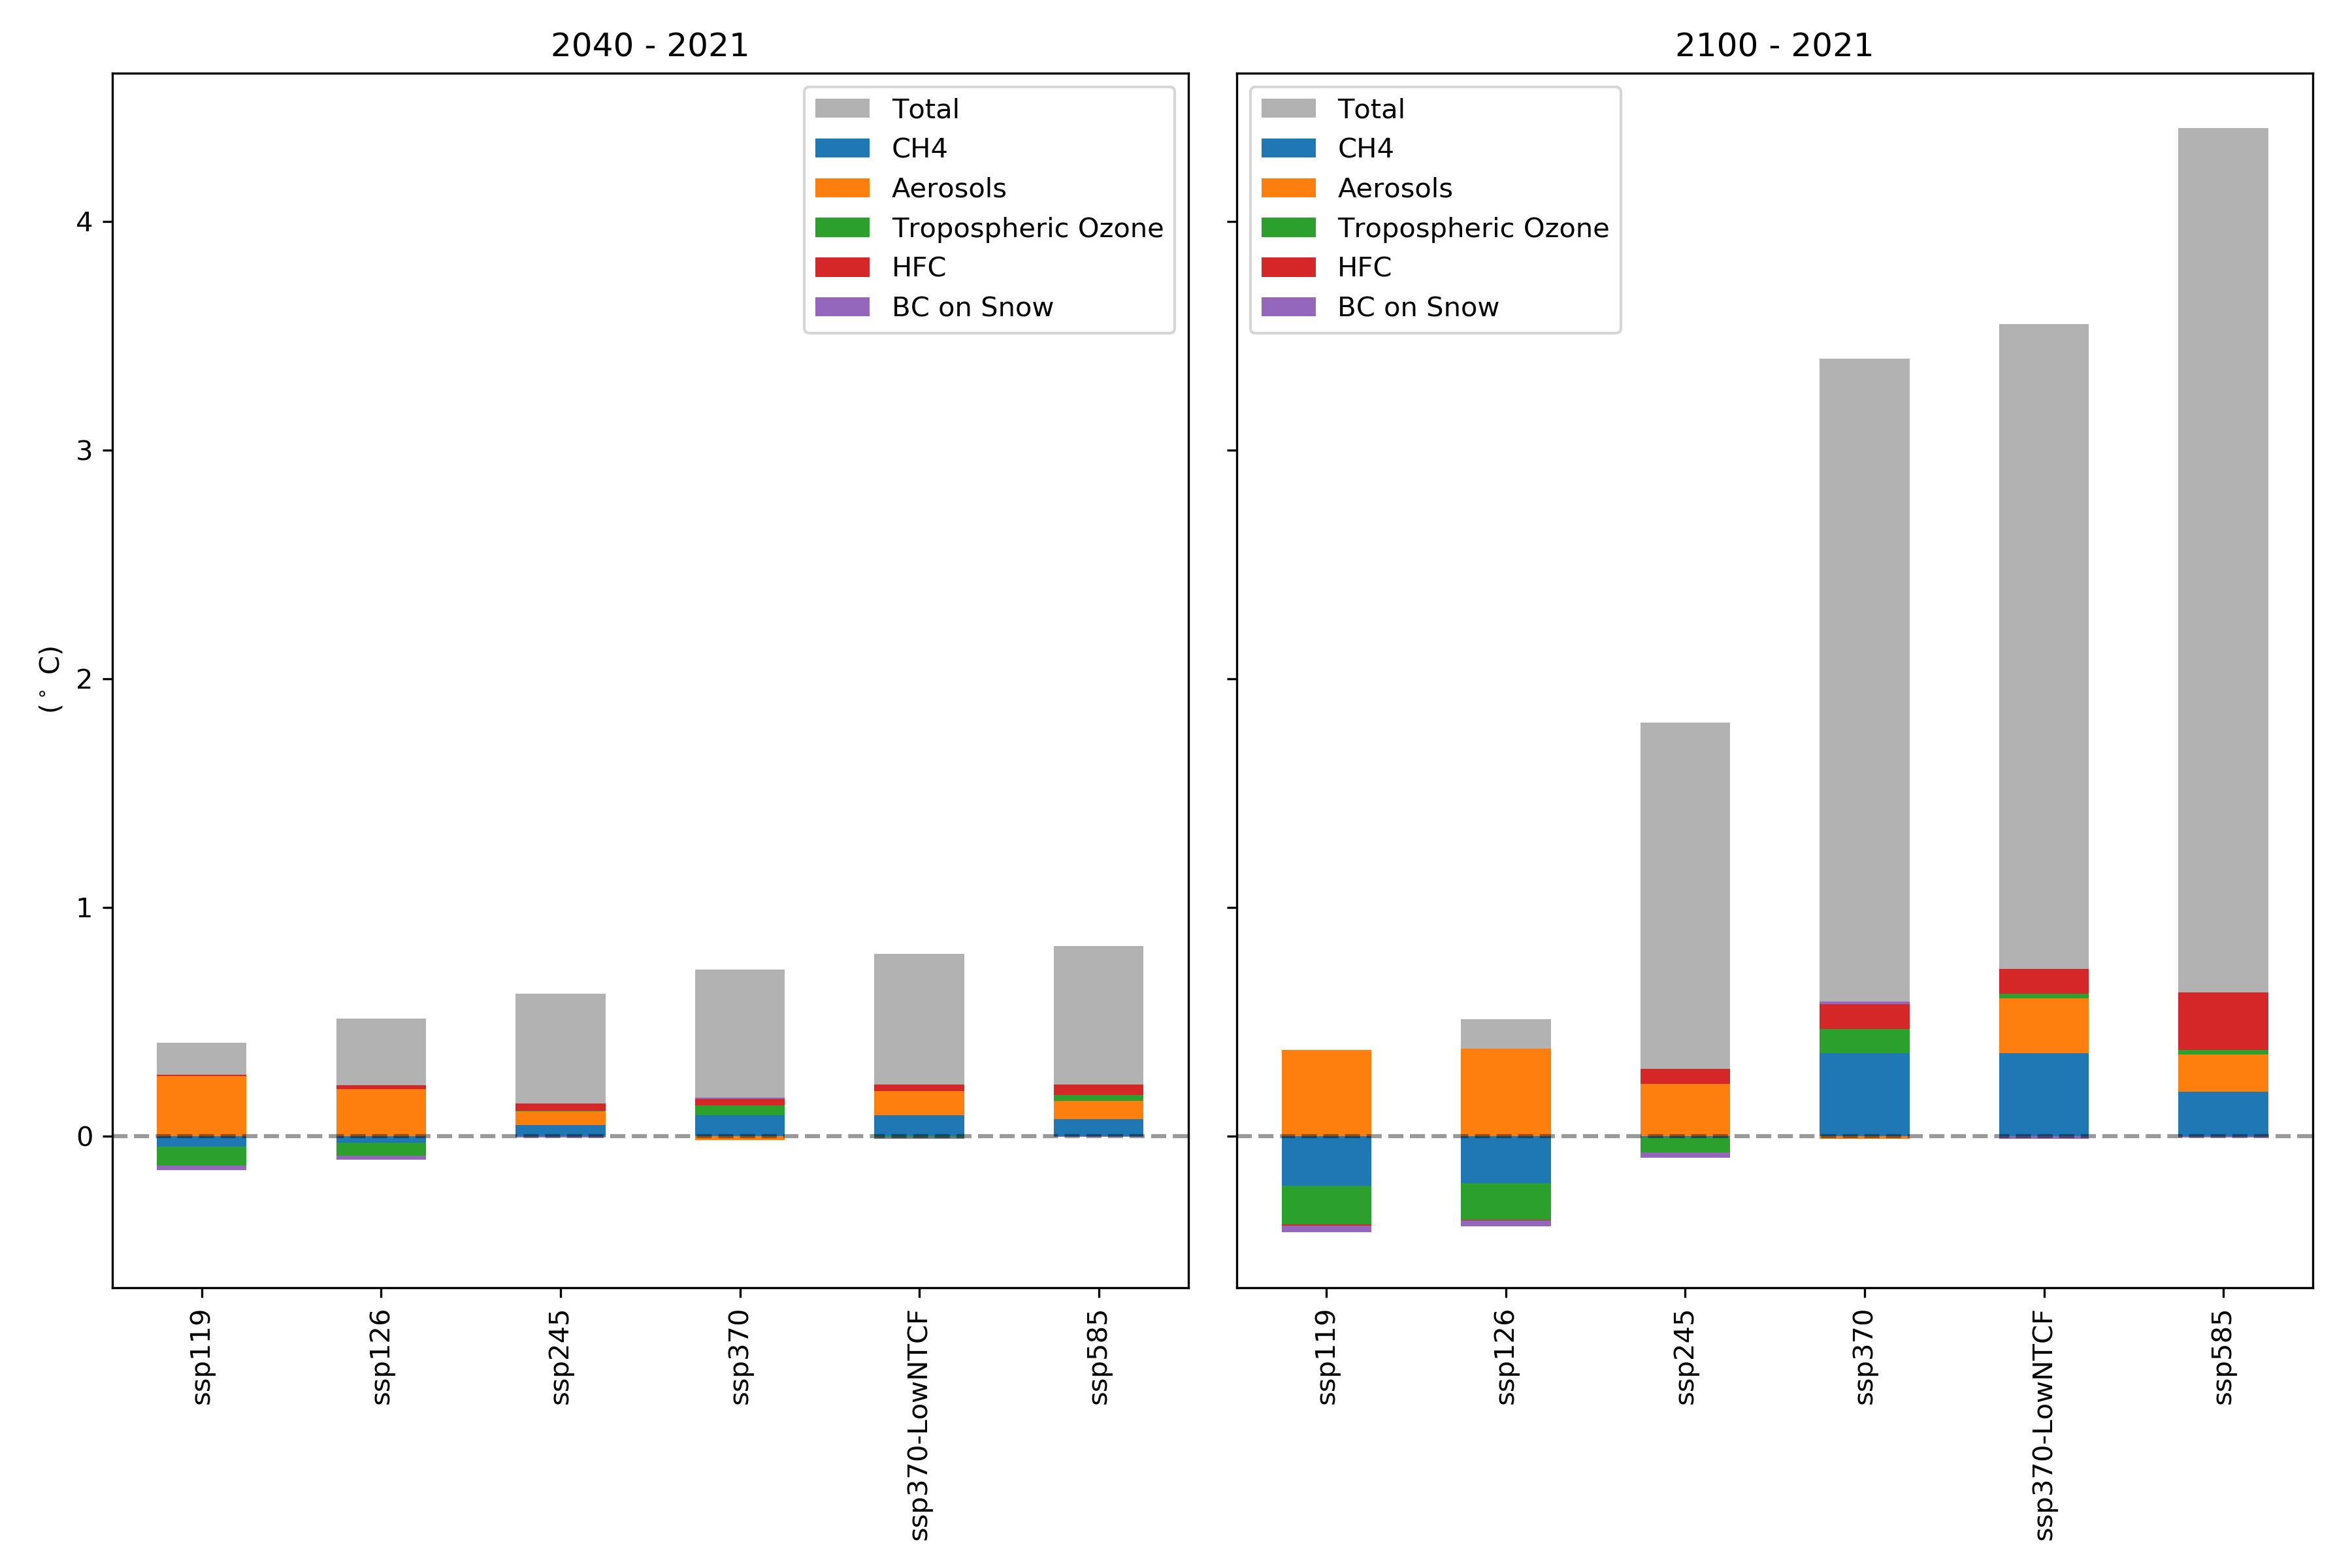 2040 - 2021
Total
CH4
Aerosols
Tropospheric Ozone
HFC
BC on Snow
(° C)
4
3
2
1
0
ssp119
ssp126
ssp245
ssp370
ssp370-LowNTCF
ssp585
2100 - 2021
Total
CH4
Aerosols
Tropospheric Ozone
HFC
BC on Snow
ssp119
ssp126
ssp245
ssp370
ssp370-LowNTCF
ssp585